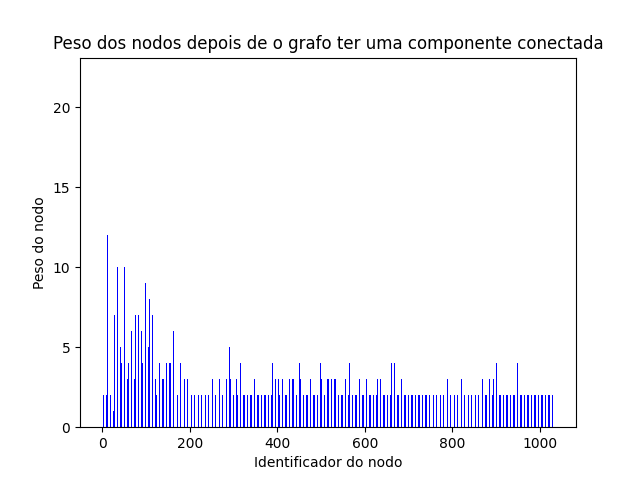 Peso dos nodos depois de o grafo ter uma componente conectada
20
15
10
5
0
Peso do nodo
0 200 400 600 800 1000
Identificador do nodo